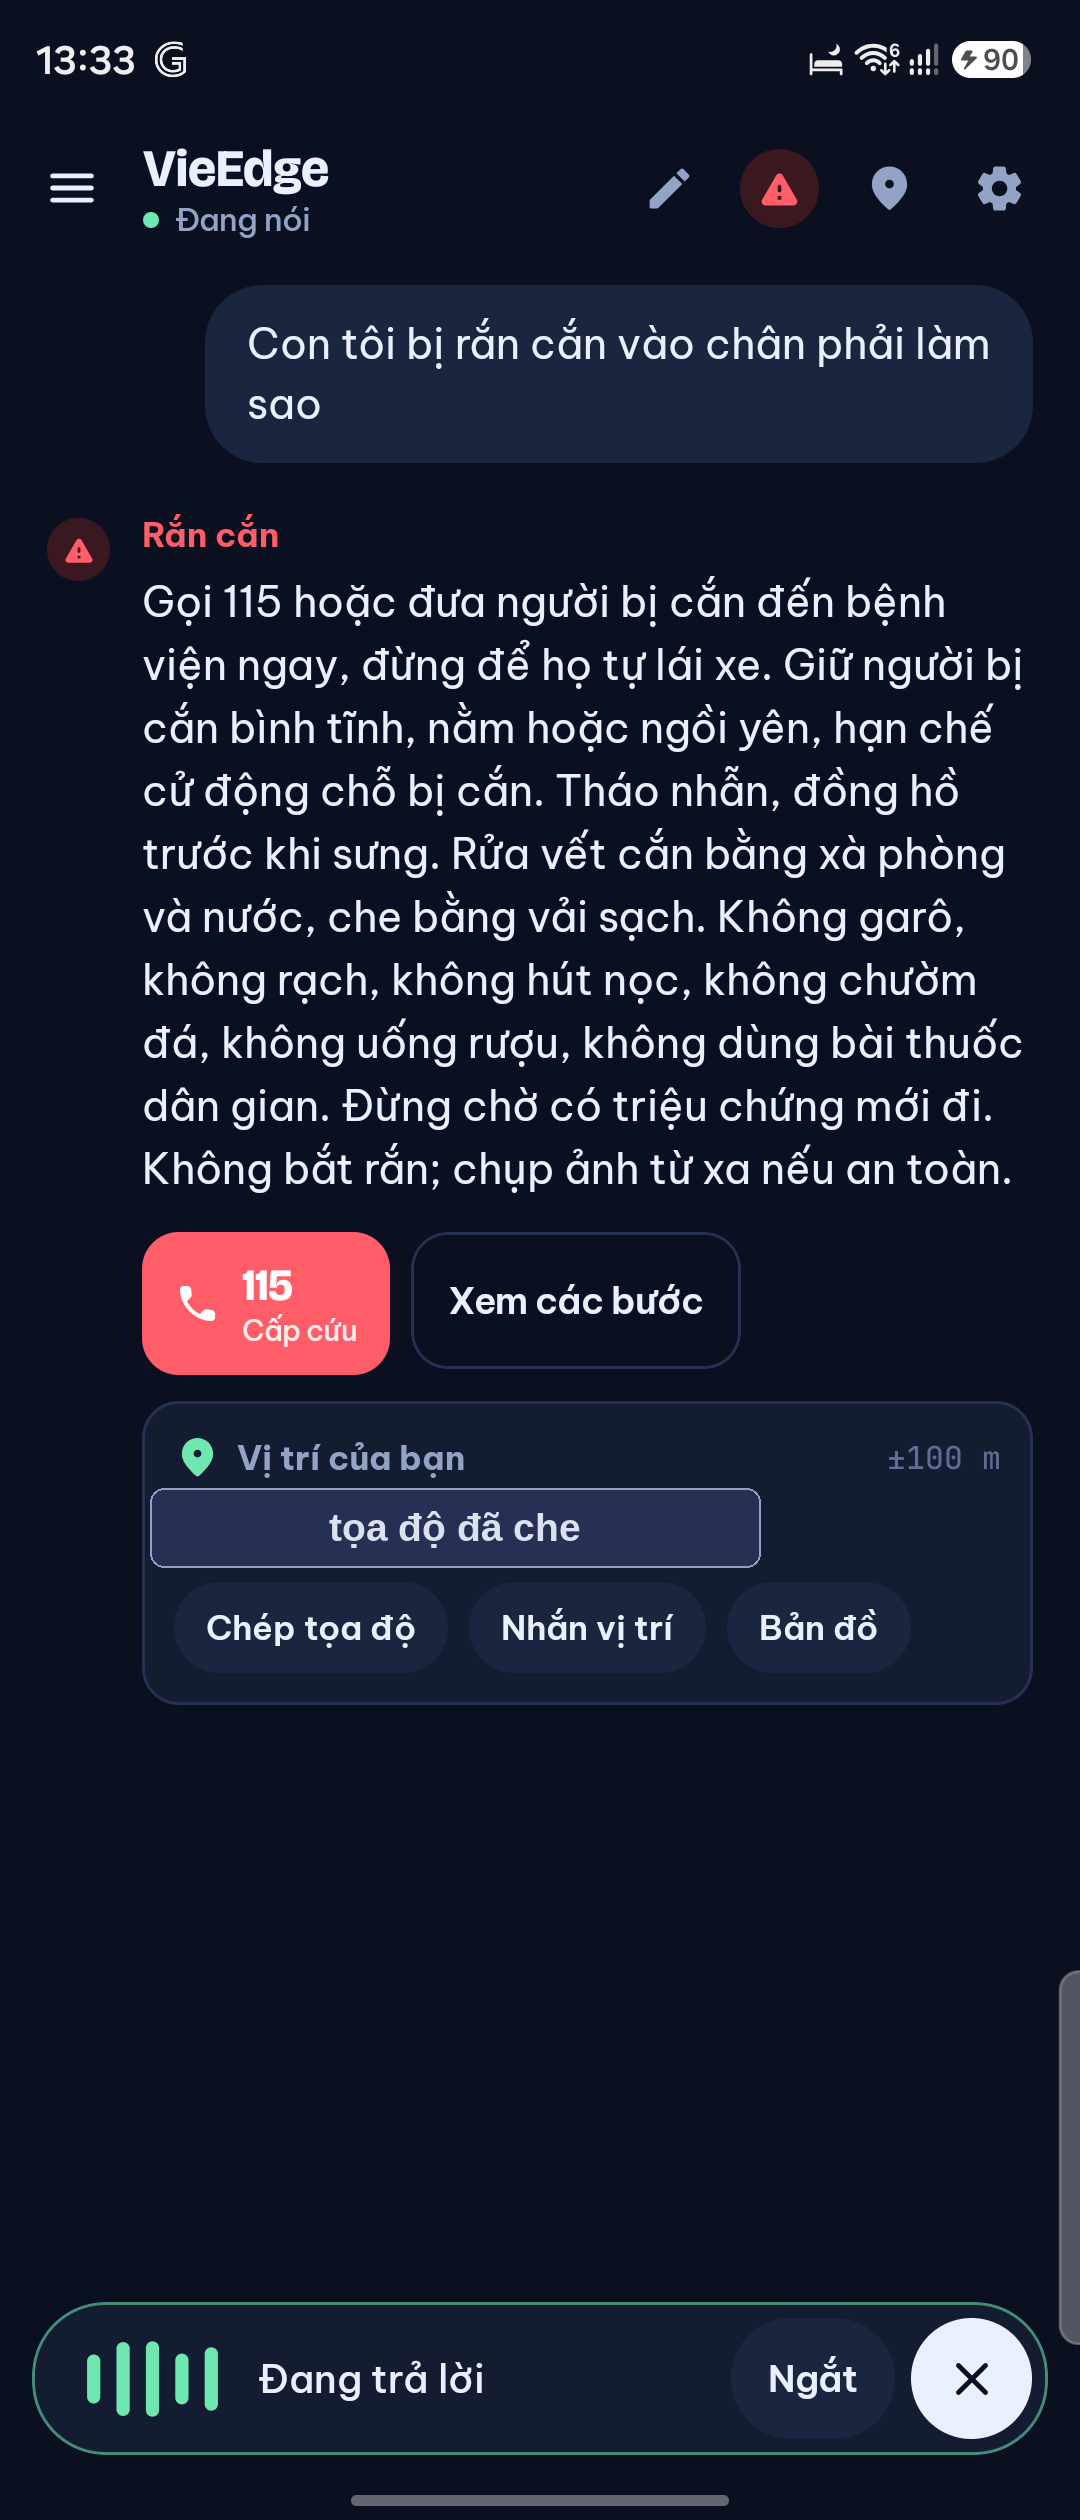 13:33
6
90
VieEdge
Đang nói
Con tôi bị rắn cắn vào chân phải làm
sao
Rắn cắn
Gọi 115 hoặc đưa người bị cắn đến bệnh
viện ngay, đừng để họ tự lái xe. Giữ người bị
cắn bình tĩnh, nằm hoặc ngồi yên, hạn chế
cử động chỗ bị cắn. Tháo nhẫn, đồng hồ
trước khi sưng. Rửa vết cắn bằng xà phòng
và nước, che bằng vải sạch. Không garô,
không rạch, không hút nọc, không chườm
đá, không uống rượu, không dùng bài thuốc
dân gian. Đừng chờ có triệu chứng mới đi.
Không bắt rắn; chụp ảnh từ xa nếu an toàn.
115
Cấp cứu
Xem các bước
Vị trí của bạn
±100 m
tọa độ đã che
Chép tọa độ
Nhắn vị trí
Bản đồ
Đang trả lời
Ngắt